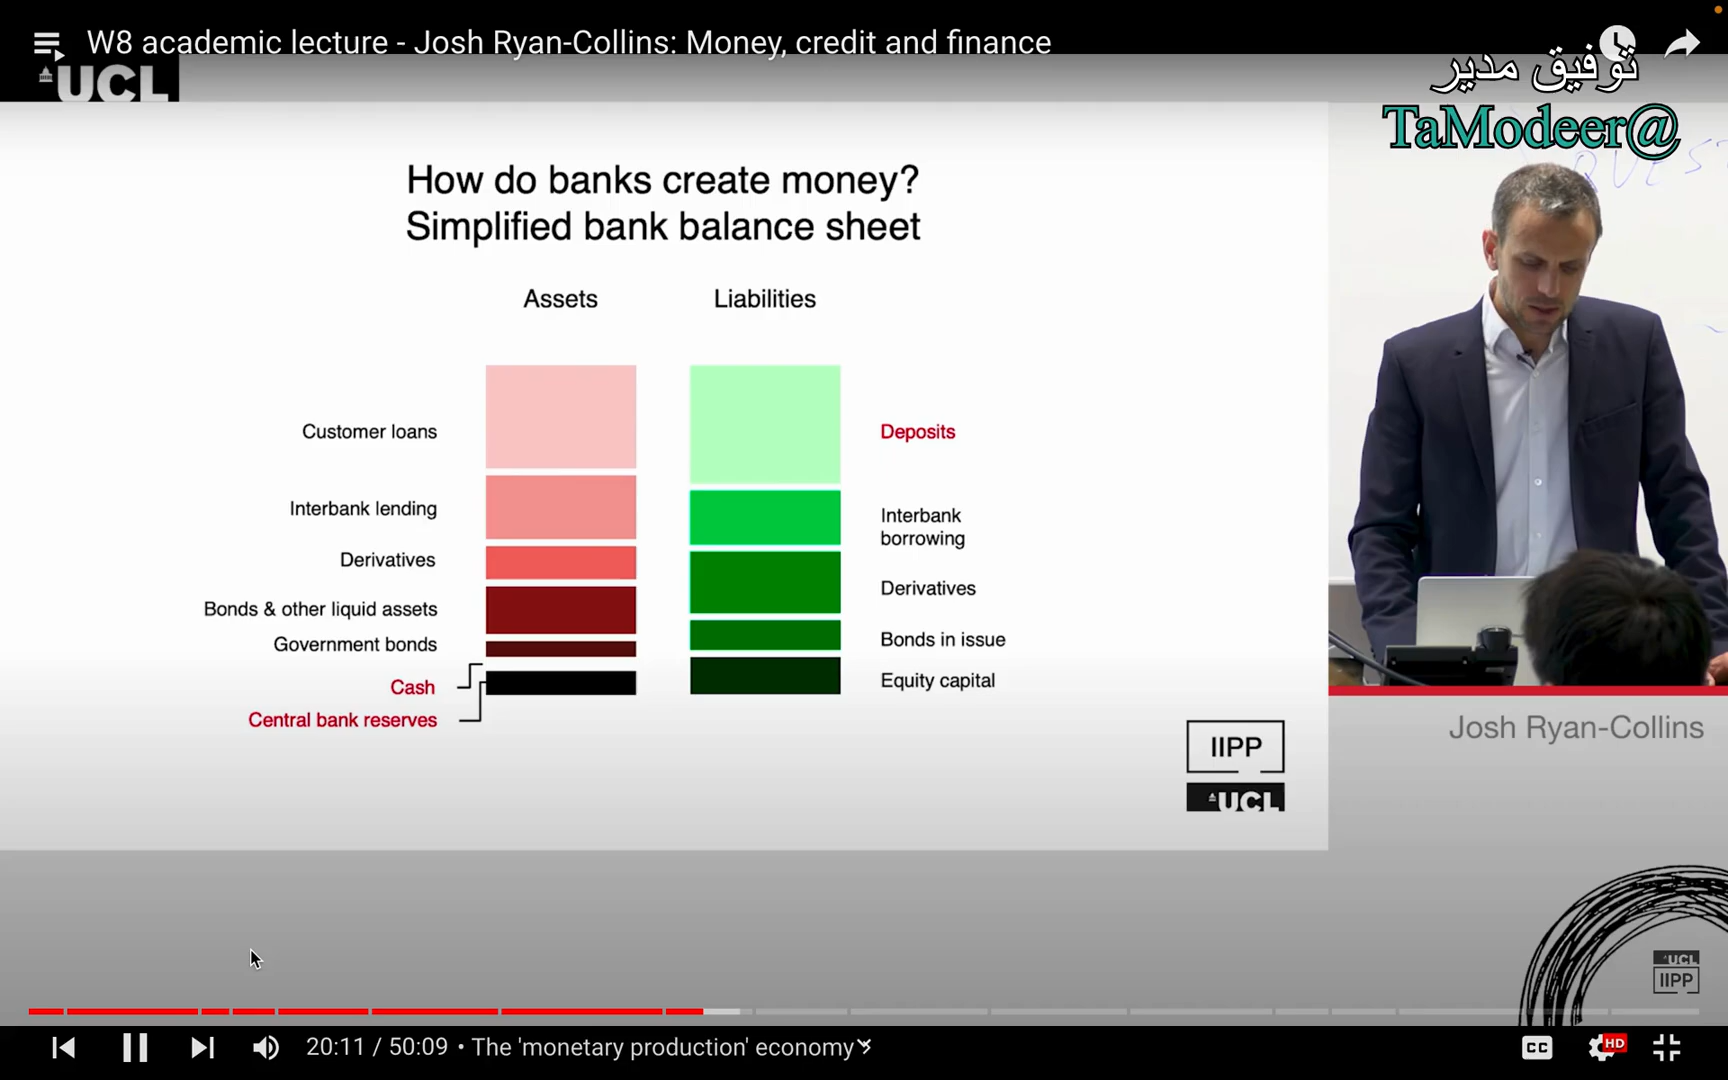 W8 academic lecture - Josh Ryan-Collins: Money, credit and finance
UCL
توفيق مدير
TaModeer@
How do banks create money?
Simplified bank balance sheet
Assets
Liabilities
Customer loans
Deposits
Interbank lending
Interbank
borrowing
Derivatives
Derivatives
Bonds & other liquid assets
Government bonds
Bonds in issue
Cash
Equity capital
Central bank reserves
IIPP
UCL
Josh Ryan-Collins
UCL
IIPP
20:11 / 50:09 • The 'monetary production' economy
CC
HD